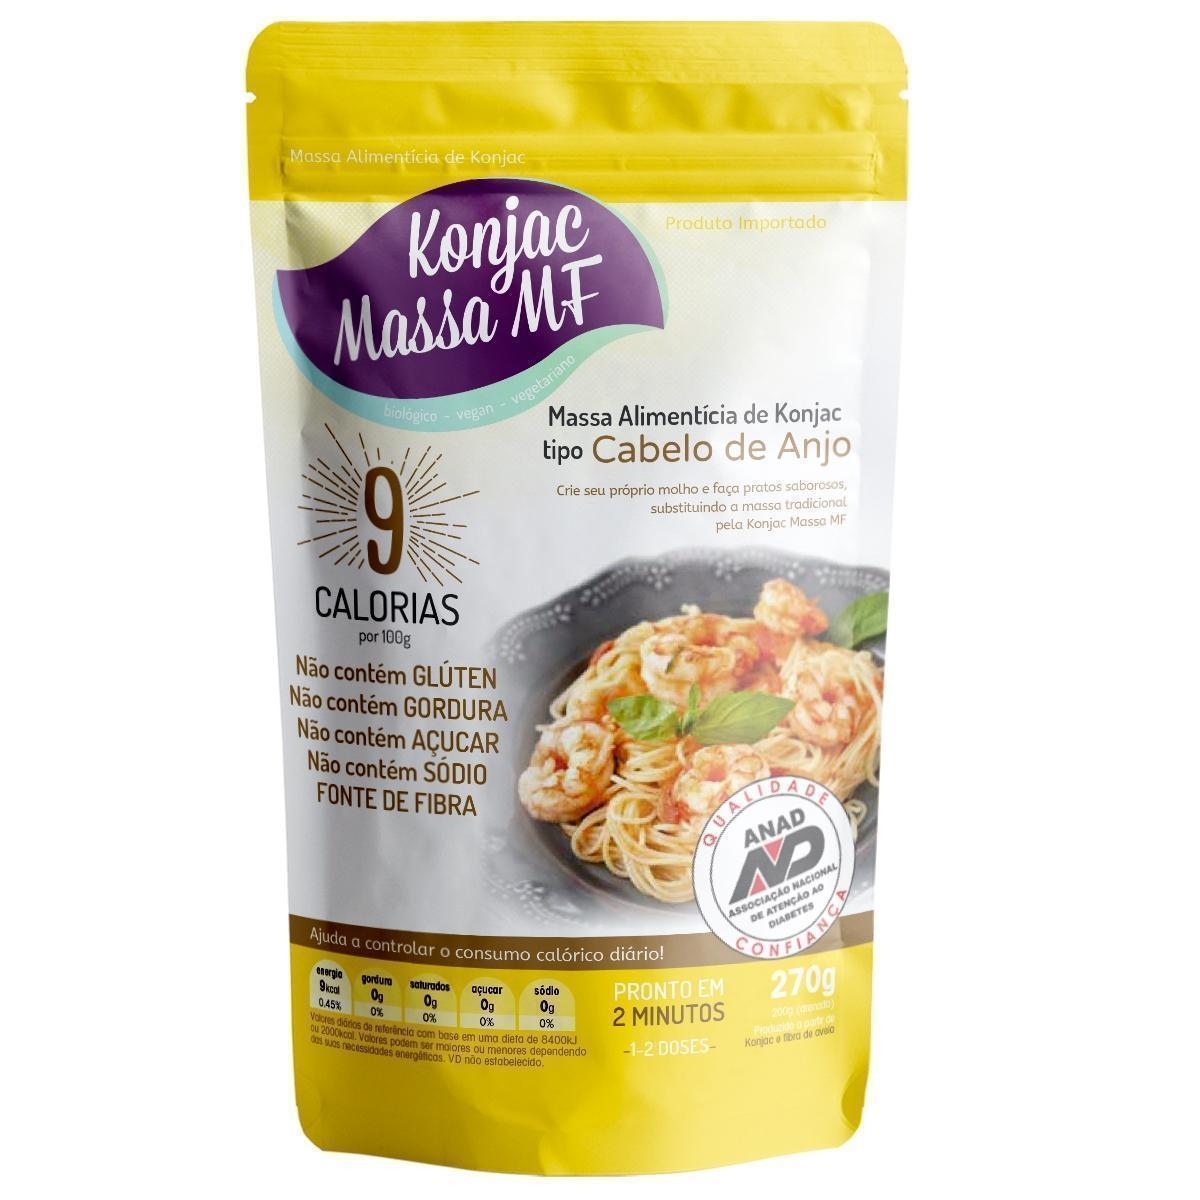 Massa Alimentícia de Konjac
Konjac
Massa MF
Produto Importado
biológico - vegan - vegetariano
Massa Alimentícia de Konjac
tipo Cabelo de Anjo
Crie seu próprio molho e faça pratos saborosos,
substituindo a massa tradicional
pela Konjac Massa MF
9
CALORIAS
por 100g
Não contém GLÚTEN
Não contém GORDURA
Não contém AÇUCAR
Não contém SÓDIO
FONTE DE FIBRA
QUALIDADE
ANAD
ASSOCIAÇÃO NACIONAL
DE ATENÇÃO AO
DIABETES
CONFIANÇA
Ajuda a controlar o consumo calórico diário!
energia gordura saturados açucar sódio
9kcal 0g 0g 0g 0g
0.45% 0% 0% 0% 0%
Valores diários de referência com base em uma dieta de 8400kJ
ou 2000kcal. Valores podem ser maiores ou menores dependendo
das suas necessidades energéticas. VD não estabelecido.
PRONTO EM
2 MINUTOS
-1-2 DOSES-
270g
200g (drenado)
Produzido a partir de
Konjac e fibra de aveia